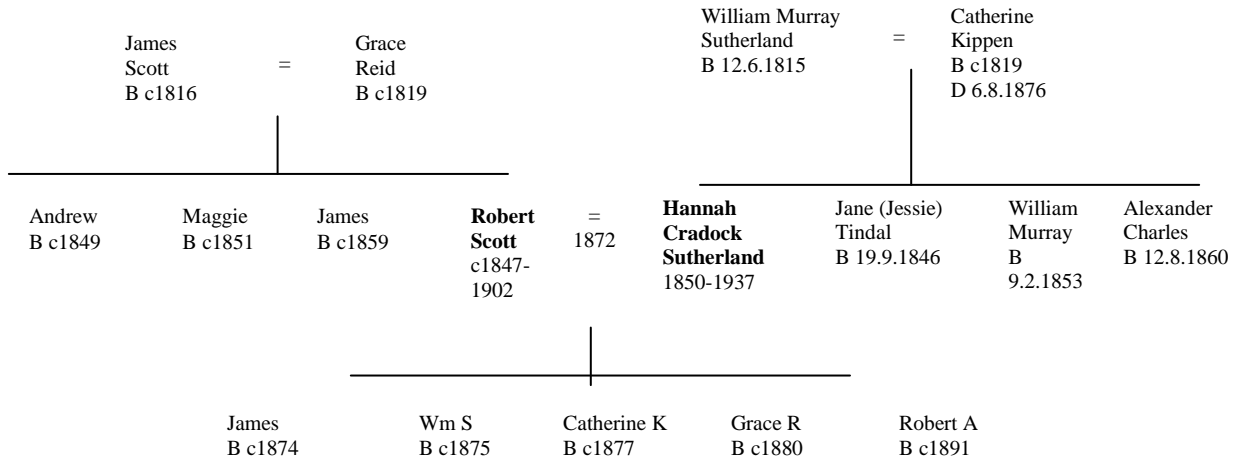 James
Scott
B c1816
=
Grace
Reid
B c1819
William Murray
Sutherland
B 12.6.1815
=
Catherine
Kippen
B c1819
D 6.8.1876
Andrew
B c1849
Maggie
B c1851
James
B c1859
Robert
Scott
c1847-
1902
=
1872
Hannah
Cradock
Sutherland
1850-1937
Jane (Jessie)
Tindal
B 19.9.1846
William
Murray
B
9.2.1853
Alexander
Charles
B 12.8.1860
James
B c1874
Wm S
B c1875
Catherine K
B c1877
Grace R
B c1880
Robert A
B c1891